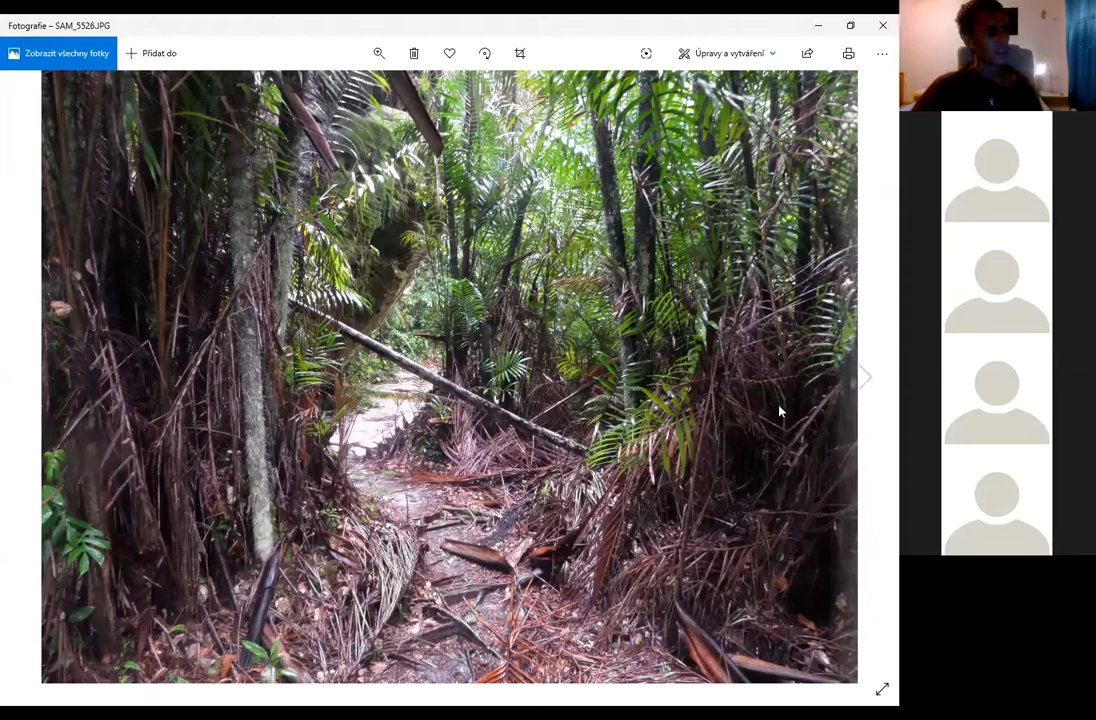 Fotografie – SAM_5526.JPG
Zobrazit všechny fotky
Přidat do
Úpravy a vytváření